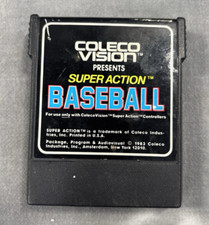 COLECO
VISION™
PRESENTS
SUPER ACTION™
BASEBALL
For use only with ColecoVision™ Super Action™ Controllers
SUPER ACTION™ is a trademark of Coleco Indus-
tries, Inc. Printed in U.S.A.
Package, Program & Audiovisual © 1983 Coleco
Industries, Inc., Amsterdam, New York 12010.